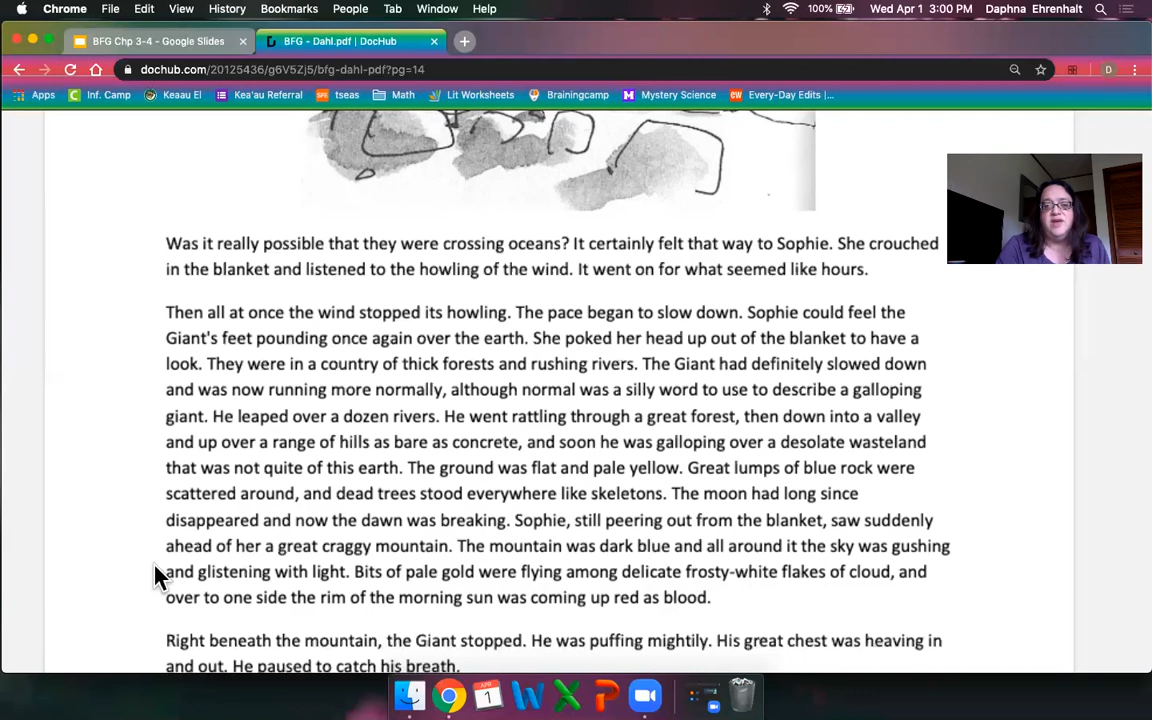 Chrome File Edit View History Bookmarks People Tab Window Help 100% Wed Apr 1 3:00 PM Daphna Ehrenhalt
BFG Chp 3-4 - Google Slides BFG - Dahl.pdf | DocHub
dochub.com/20125436/g6V5Zj5/bfg-dahl-pdf?pg=14 D
Apps Inf. Camp Keaau El Kea'au Referral tseas Math Lit Worksheets Brainingcamp Mystery Science Every-Day Edits |...
Was it really possible that they were crossing oceans? It certainly felt that way to Sophie. She crouched
in the blanket and listened to the howling of the wind. It went on for what seemed like hours.
Then all at once the wind stopped its howling. The pace began to slow down. Sophie could feel the
Giant's feet pounding once again over the earth. She poked her head up out of the blanket to have a
look. They were in a country of thick forests and rushing rivers. The Giant had definitely slowed down
and was now running more normally, although normal was a silly word to use to describe a galloping
giant. He leaped over a dozen rivers. He went rattling through a great forest, then down into a valley
and up over a range of hills as bare as concrete, and soon he was galloping over a desolate wasteland
that was not quite of this earth. The ground was flat and pale yellow. Great lumps of blue rock were
scattered around, and dead trees stood everywhere like skeletons. The moon had long since
disappeared and now the dawn was breaking. Sophie, still peering out from the blanket, saw suddenly
ahead of her a great craggy mountain. The mountain was dark blue and all around it the sky was gushing
and glistening with light. Bits of pale gold were flying among delicate frosty-white flakes of cloud, and
over to one side the rim of the morning sun was coming up red as blood.
Right beneath the mountain, the Giant stopped. He was puffing mightily. His great chest was heaving in
and out. He paused to catch his breath.
APR 1